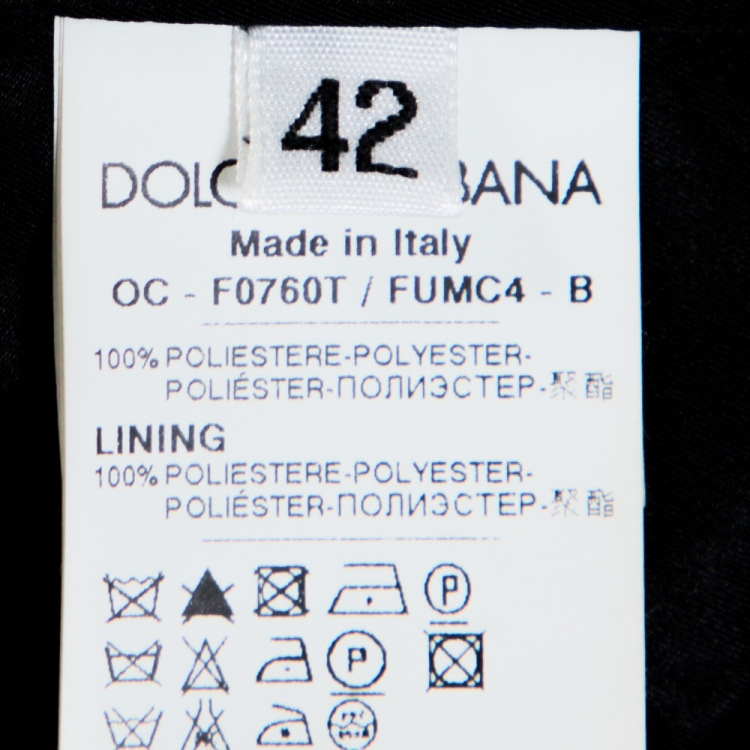 42
DOLC BANA
Made in Italy
OC - F0760T / FUMC4 - B
100% POLIESTERE-POLYESTER-
POLIÉSTER-ПОЛИЭСТЕР-聚酯
LINING
100% POLIESTERE-POLYESTER-
POLIÉSTER-ПОЛИЭСТЕР-聚酯
P
P